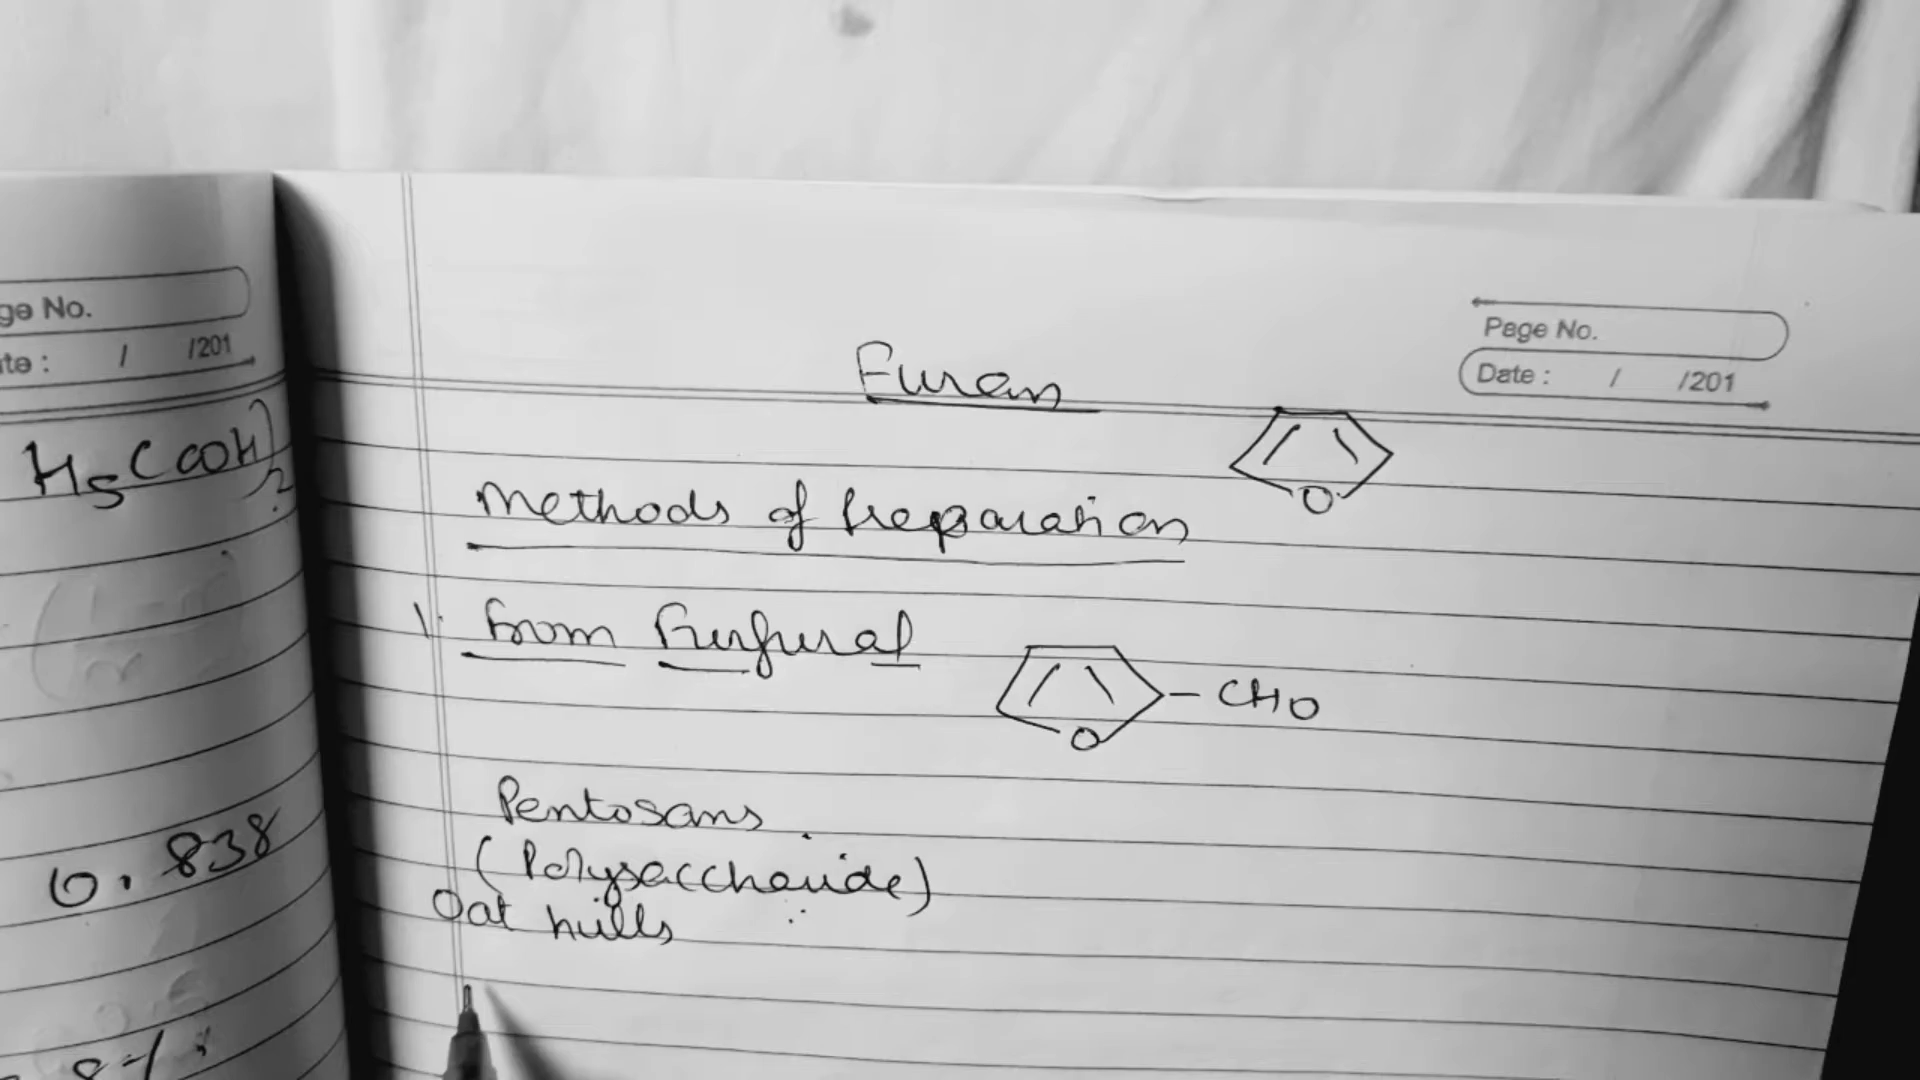 ge No.
te : / /201
H5(COOH)2
0.838
Page No.
Date : / /201
Furan
O
Methods of Preparation
1. From Furfural
O - CHO
Pentosans
(Polysaccharide)
Oat hulls